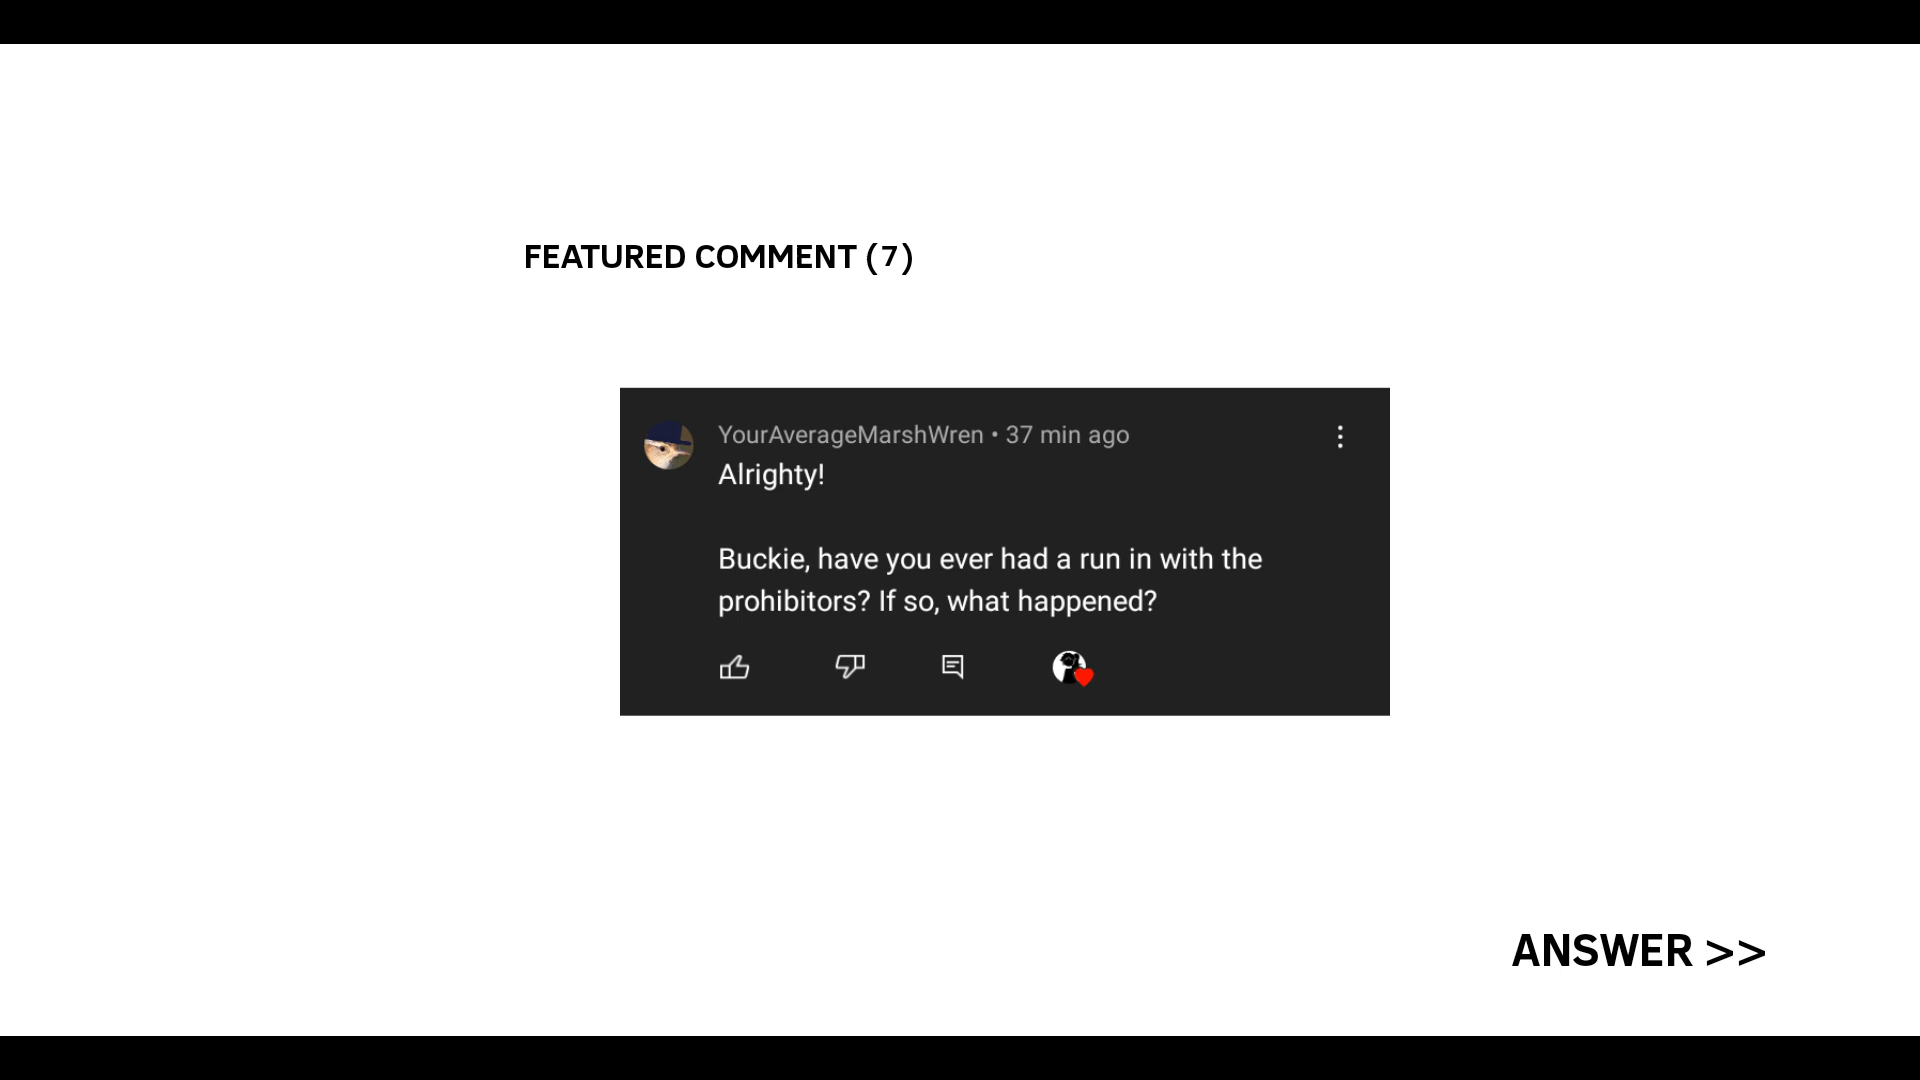 FEATURED COMMENT (7)
YourAverageMarshWren • 37 min ago
Alrighty!
Buckie, have you ever had a run in with the
prohibitors? If so, what happened?
ANSWER >>